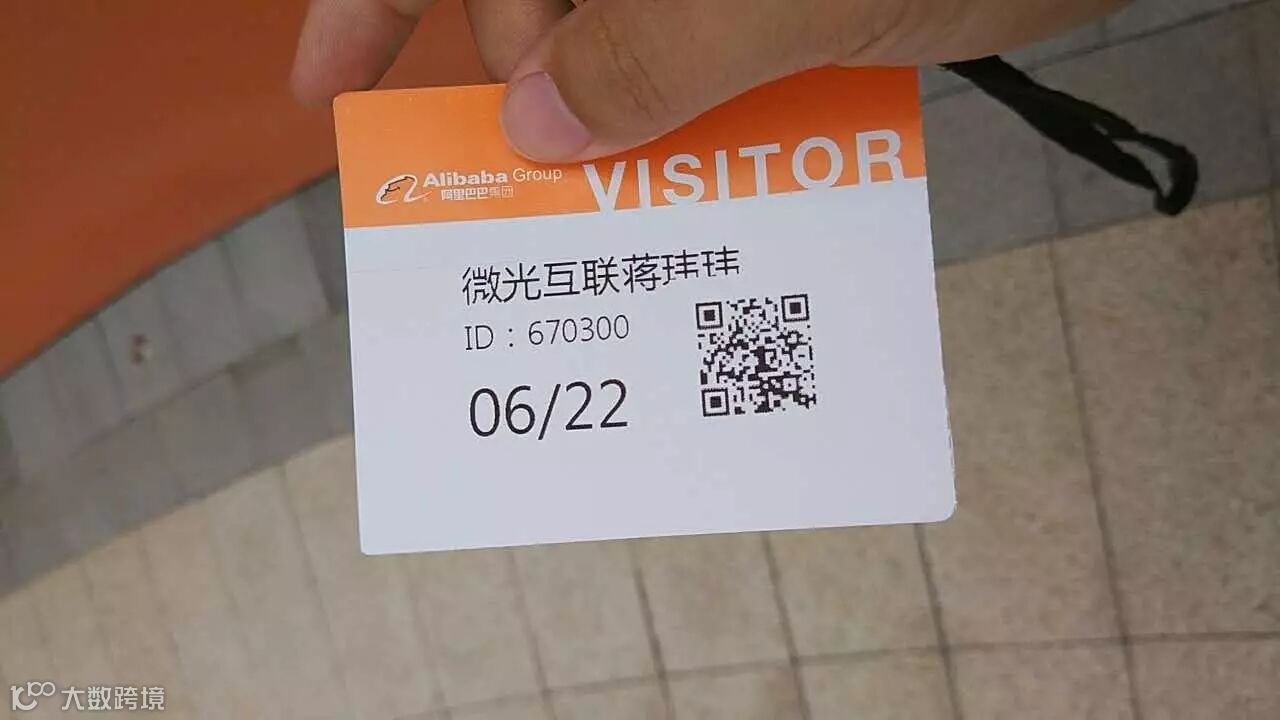 Alibaba Group
阿里巴巴集团
VISITOR
微光互联蒋玮玮
ID：670300
06/22
大数跨境